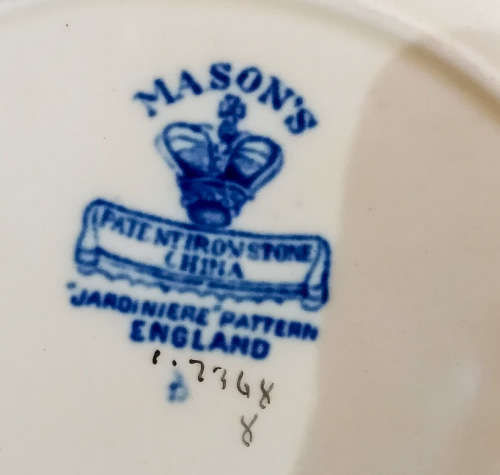 MASON'S
PATENT IRONSTONE
CHINA
"JARDINIERE" PATTERN
ENGLAND
8